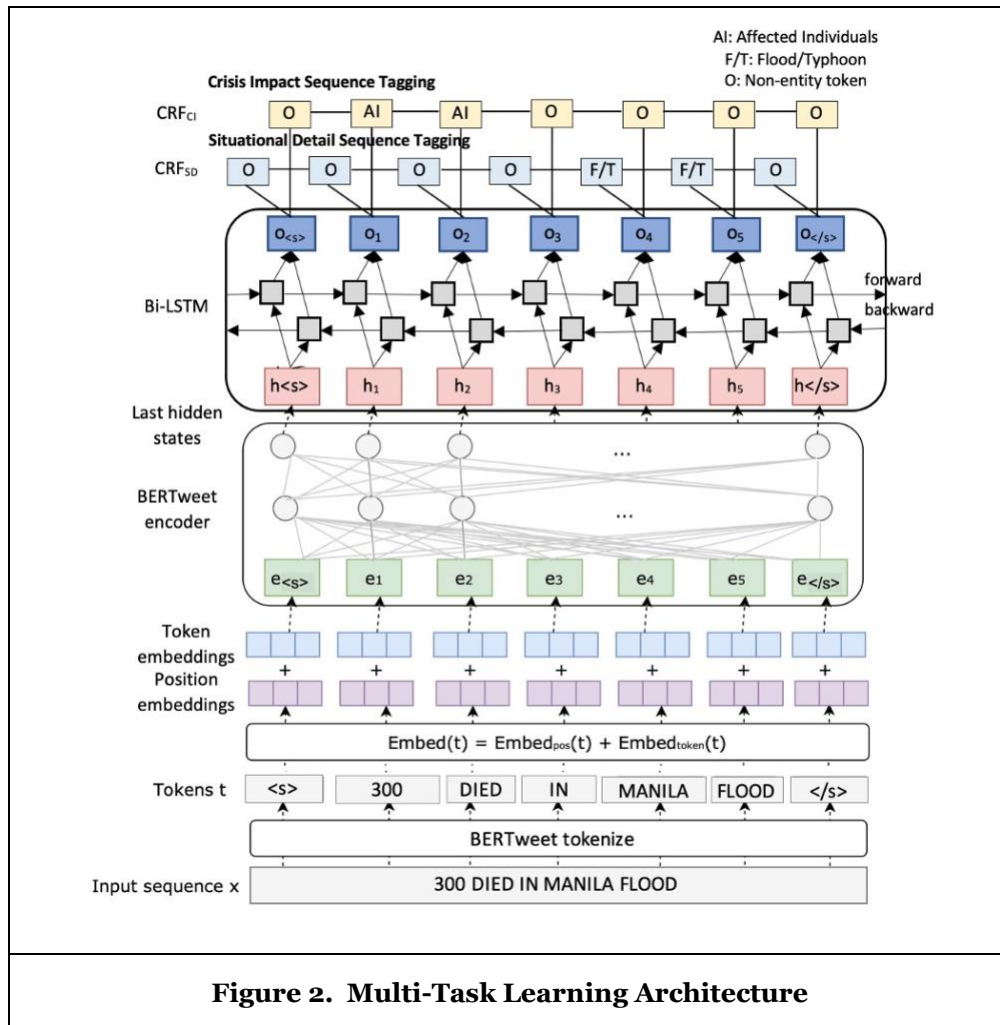 AI: Affected Individuals
F/T: Flood/Typhoon
O: Non-entity token
Crisis Impact Sequence Tagging
CRFCI O AI AI O O O O
Situational Detail Sequence Tagging
CRFSD O O O O F/T F/T O
o<s> o1 o2 o3 o4 o5 o</s>
forward
Bi-LSTM
backward
h<s> h1 h2 h3 h4 h5 h</s>
Last hidden
states
...
BERTweet
encoder
...
e<s> e1 e2 e3 e4 e5 e</s>
Token
embeddings
+ + + + + + +
Position
embeddings
Embed(t) = Embedpos(t) + Embedtoken(t)
Tokens t <s> 300 DIED IN MANILA FLOOD </s>
BERTweet tokenize
Input sequence x 300 DIED IN MANILA FLOOD
Figure 2. Multi-Task Learning Architecture